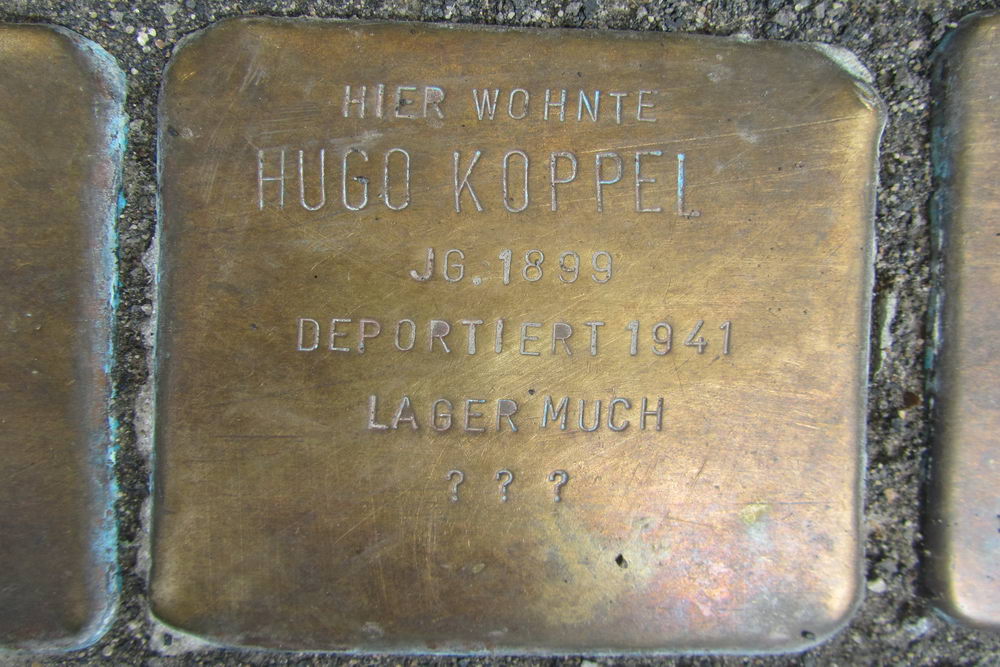 HIER WOHNTE
HUGO KOPPEL
JG. 1899
DEPORTIERT 1941
LAGER MUCH
? ? ?